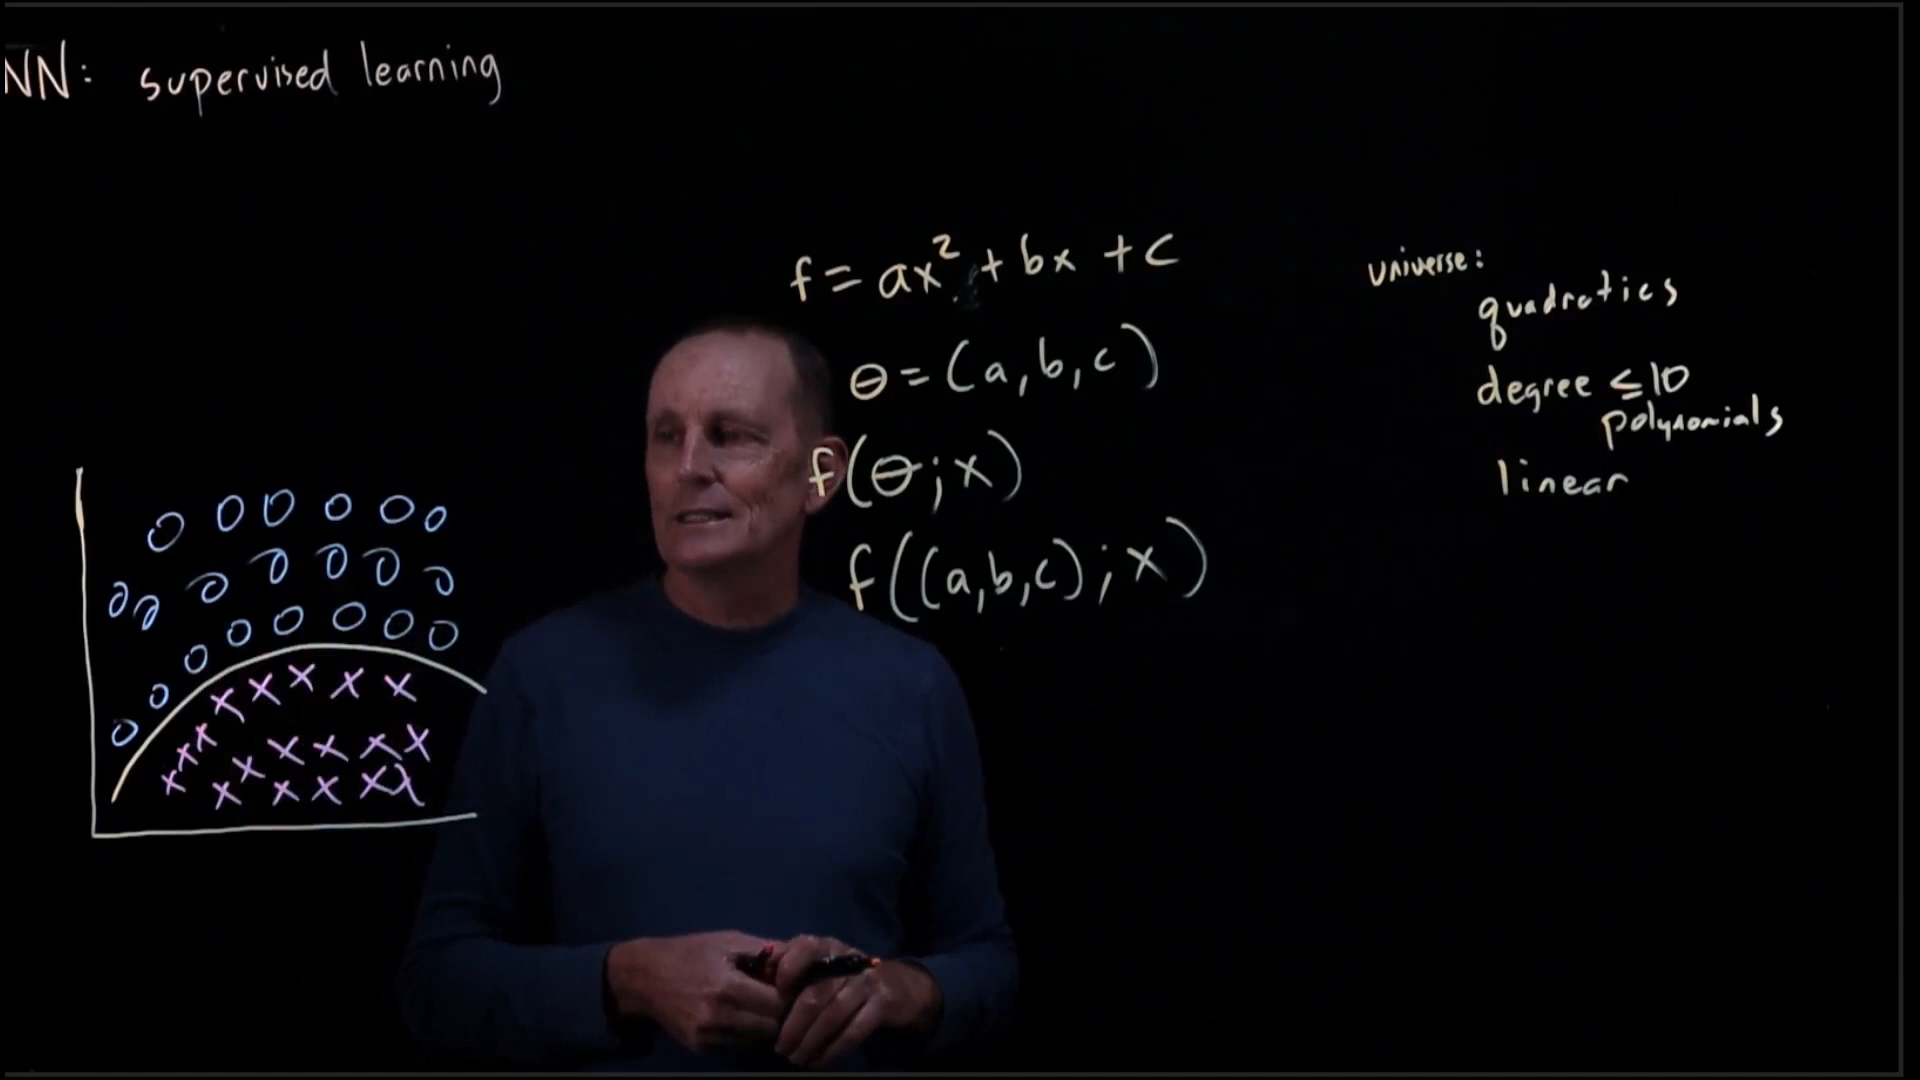 NN: supervised learning
f = ax² + bx + c
θ = (a, b, c)
f(θ; x)
f((a, b, c); x)
universe:
quadratics
degree ≤ 10
polynomials
linear